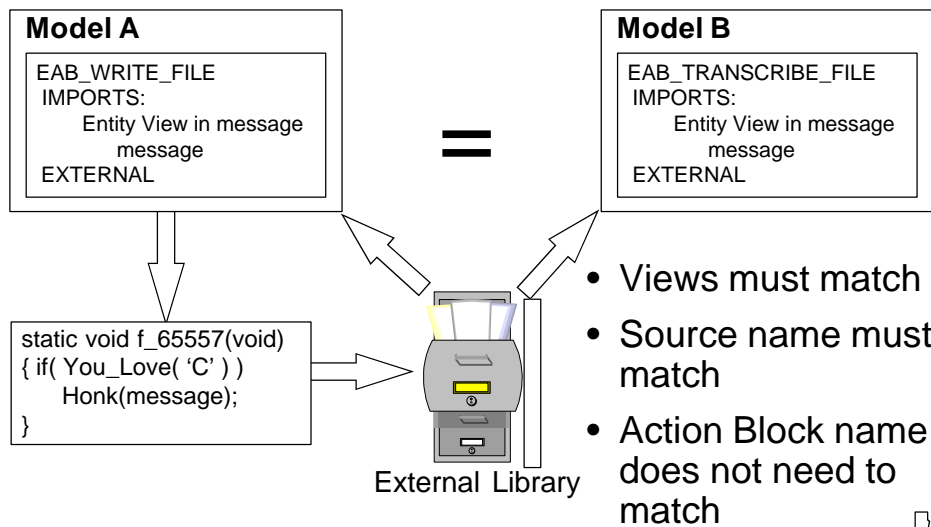 Model A
EAB_WRITE_FILE
IMPORTS:
Entity View in message
message
EXTERNAL
=
Model B
EAB_TRANSCRIBE_FILE
IMPORTS:
Entity View in message
message
EXTERNAL
static void f_65557(void)
{ if( You_Love( ‘C’ ) )
Honk(message);
}
External Library
• Views must match
• Source name must
match
• Action Block name
does not need to
match